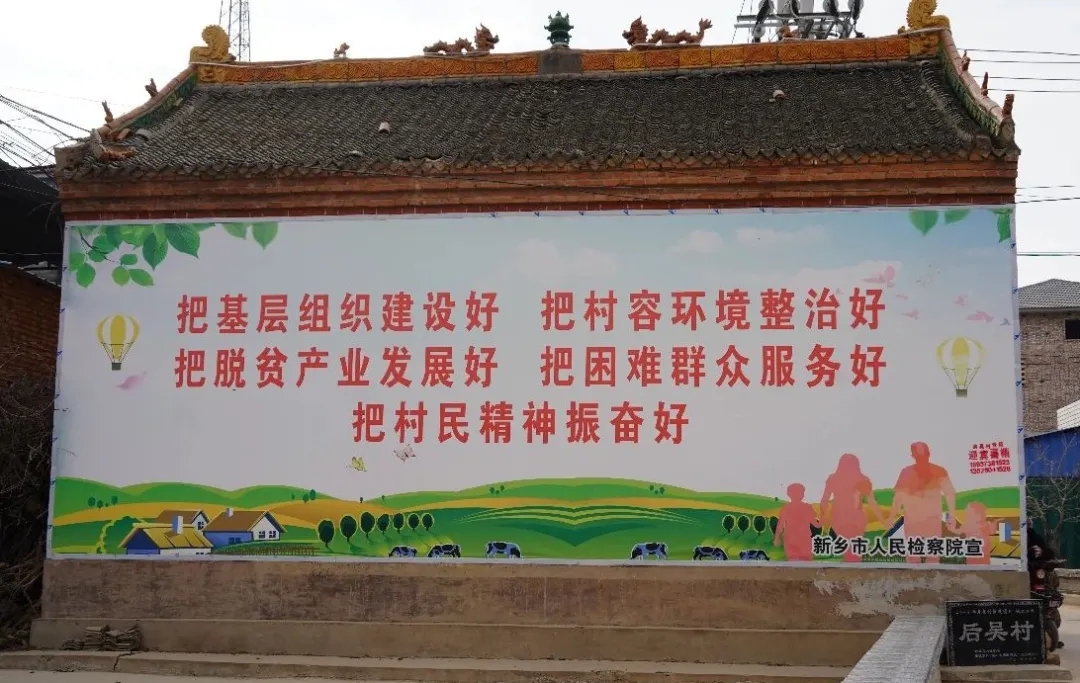 把基层组织建设好 把村容环境整治好
把脱贫产业发展好 把困难群众服务好
把村民精神振奋好
新乡市人民检察院宣
后吴村